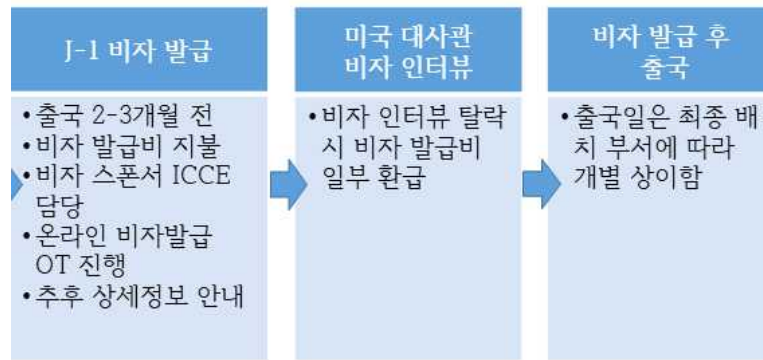 J-1 비자 발급
• 출국 2-3개월 전
• 비자 발급비 지불
• 비자 스폰서 ICCE
담당
• 온라인 비자발급
OT 진행
• 추후 상세정보 안내
미국 대사관
비자 인터뷰
• 비자 인터뷰 탈락
시 비자 발급비
일부 환급
비자 발급 후
출국
• 출국일은 최종 배
치 부서에 따라
개별 상이함